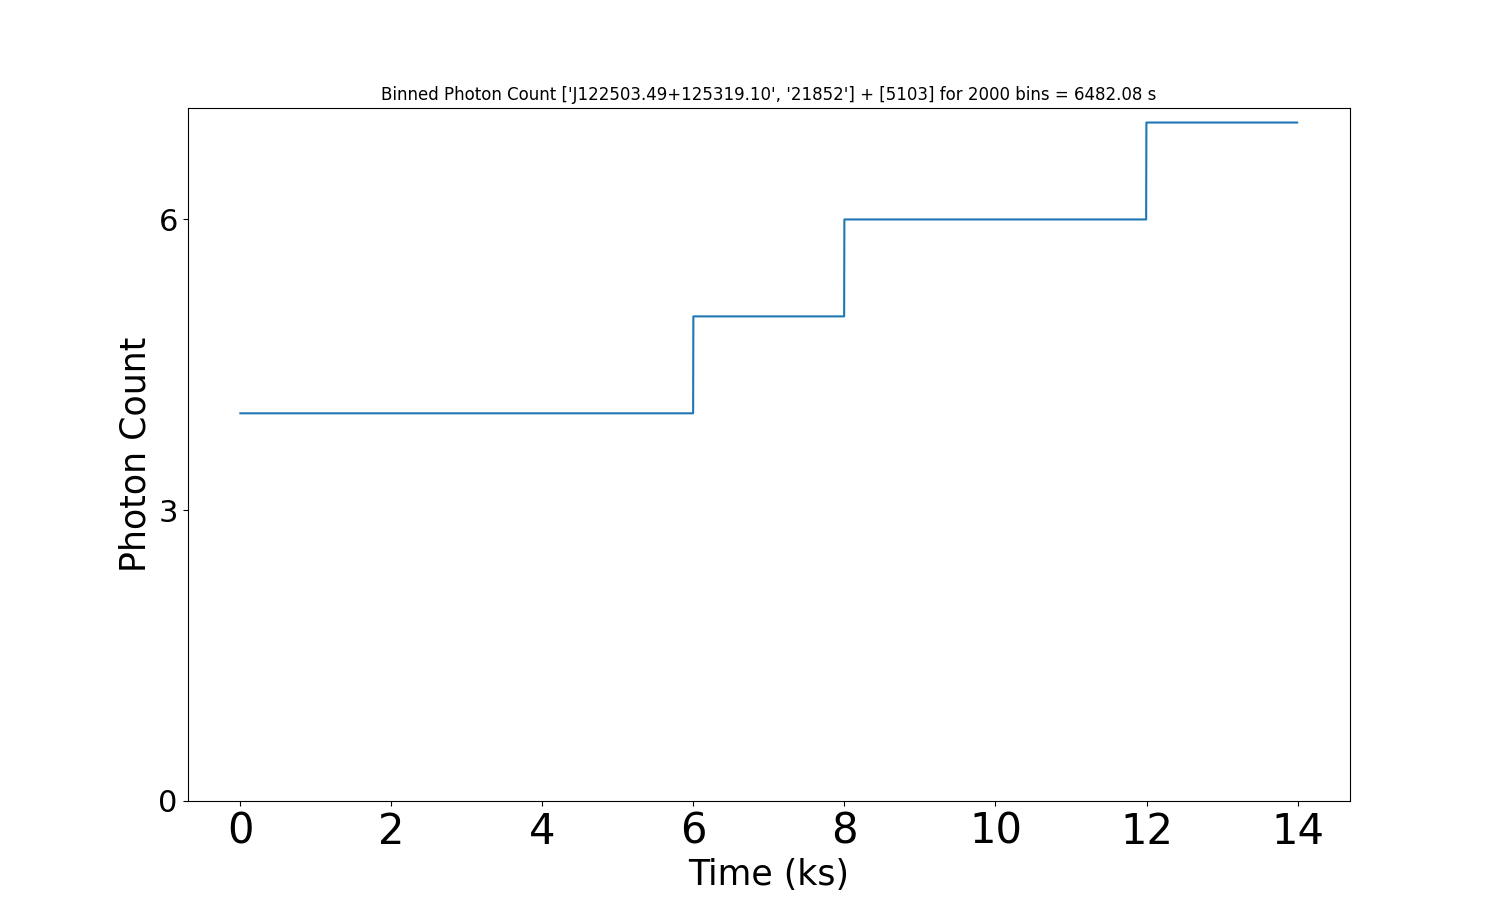 Binned Photon Count ['J122503.49+125319.10', '21852'] + [5103] for 2000 bins = 6482.08 s
6
3
0
Photon Count
0 2 4 6 8 10 12 14
Time (ks)